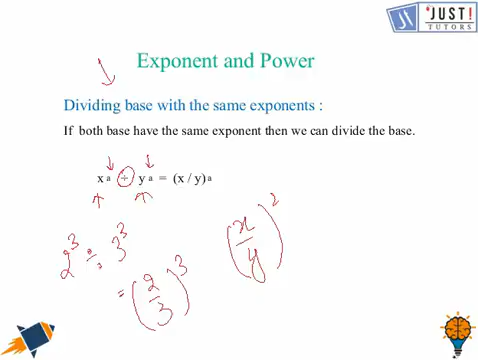 JI
JUST!
TUTORS
Exponent and Power
Dividing base with the same exponents :
If both base have the same exponent then we can divide the base.
xᵃ ÷ yᵃ = (x / y)ᵃ
2³ ÷ 3³
= (2/3)³
(x/y)²